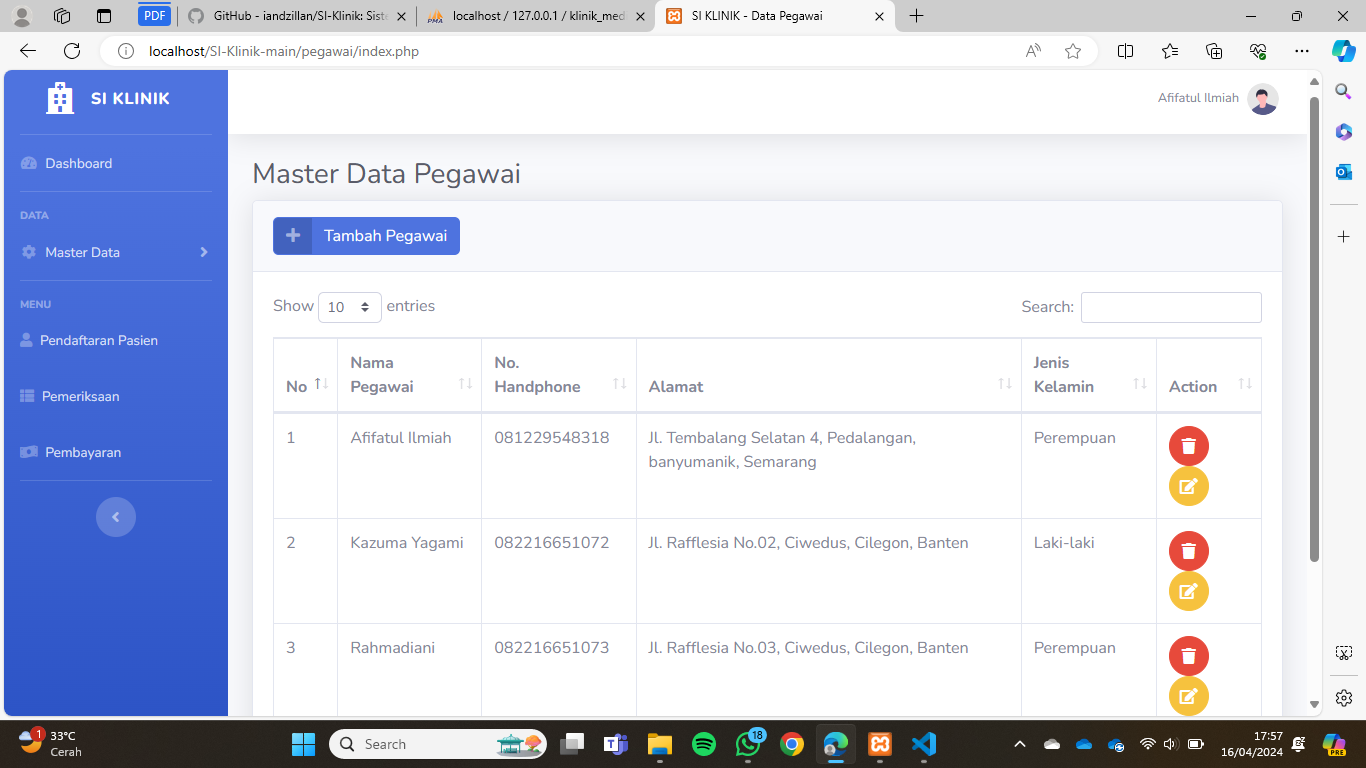 PDF
GitHub - iandzillan/SI-Klinik: Siste
localhost / 127.0.0.1 / klinik_med
SI KLINIK - Data Pegawai
localhost/SI-Klinik-main/pegawai/index.php
SI KLINIK
Afifatul Ilmiah
Dashboard
DATA
Master Data
MENU
Pendaftaran Pasien
Pemeriksaan
Pembayaran
Master Data Pegawai
Tambah Pegawai
Show 10 entries
Search:
No Nama Pegawai No. Handphone Alamat Jenis Kelamin Action
1 Afifatul Ilmiah 081229548318 Jl. Tembalang Selatan 4, Pedalangan, Perempuan
banyumanik, Semarang
2 Kazuma Yagami 082216651072 Jl. Rafflesia No.02, Ciwedus, Cilegon, Banten Laki-laki
3 Rahmadiani 082216651073 Jl. Rafflesia No.03, Ciwedus, Cilegon, Banten Perempuan
1
33°C
Cerah
Search
18
17:57
16/04/2024
PRE